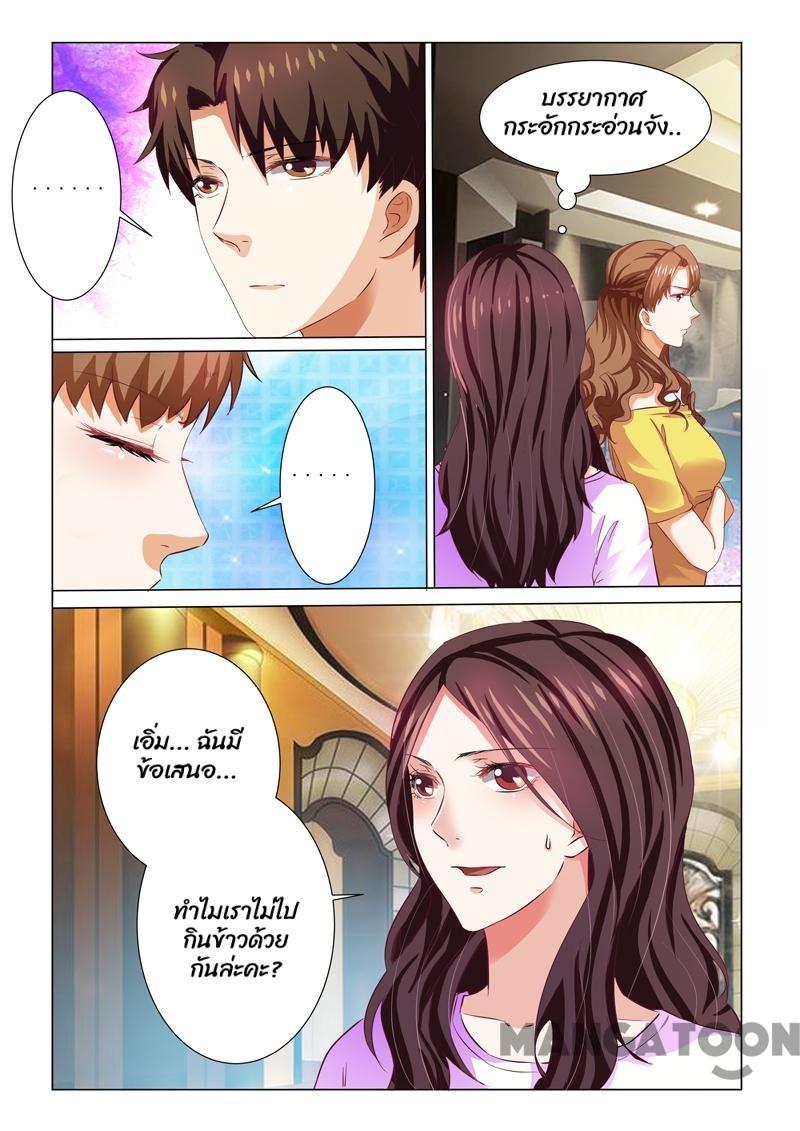 ......
บรรยากาศ
กระอักกระอ่วนจัง..
.....
เอิ่ม... ฉันมี
ข้อเสนอ...
ทำไมเราไม่ไป
กินข้าวด้วย
กันล่ะคะ?
MANGATOON